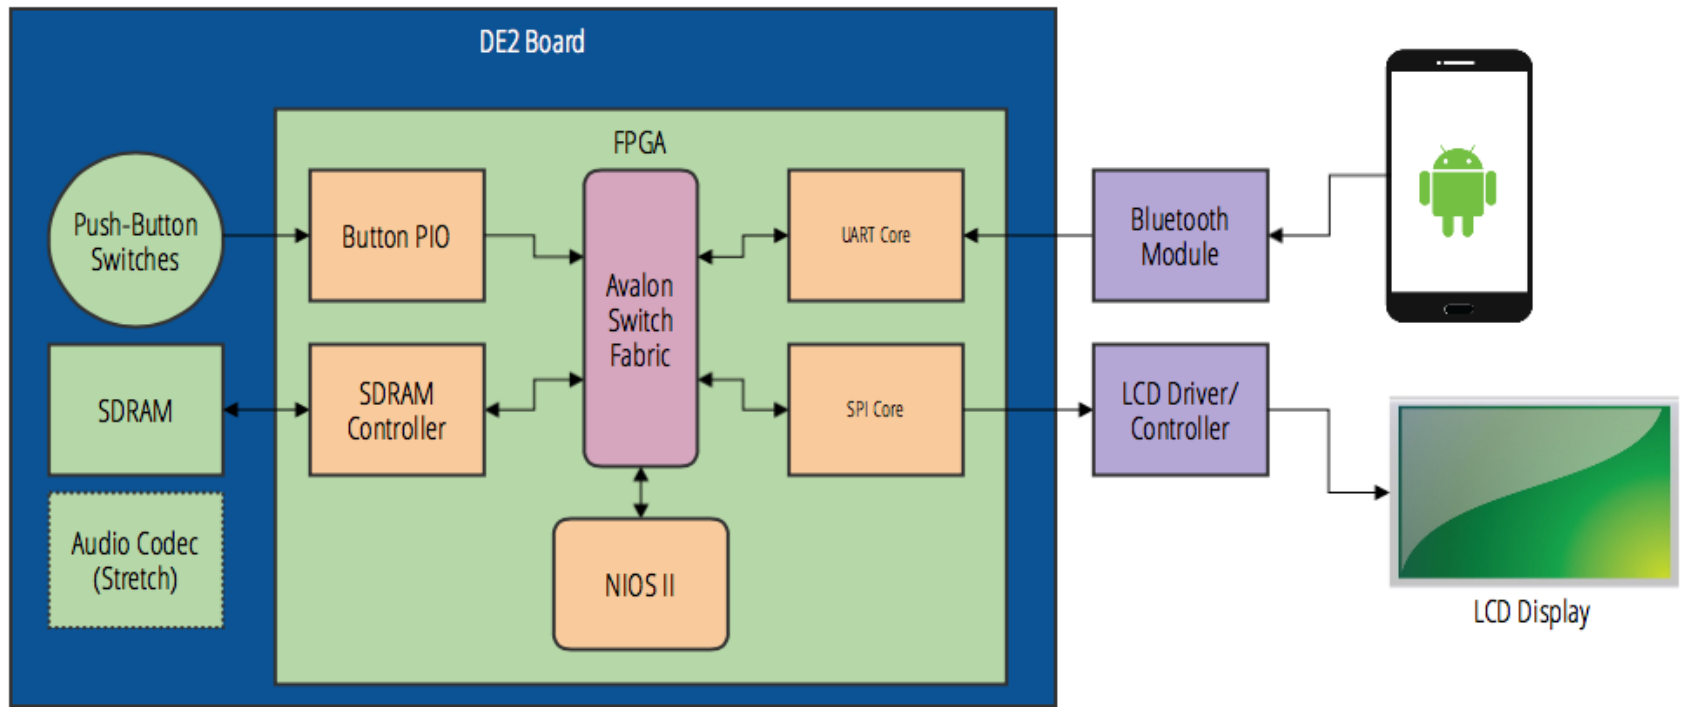 DE2 Board
FPGA
Push-Button
Switches
Button PIO
Avalon
Switch
Fabric
UART Core
Bluetooth
Module
SDRAM
SDRAM
Controller
SPI Core
LCD Driver/
Controller
Audio Codec
(Stretch)
NIOS II
LCD Display